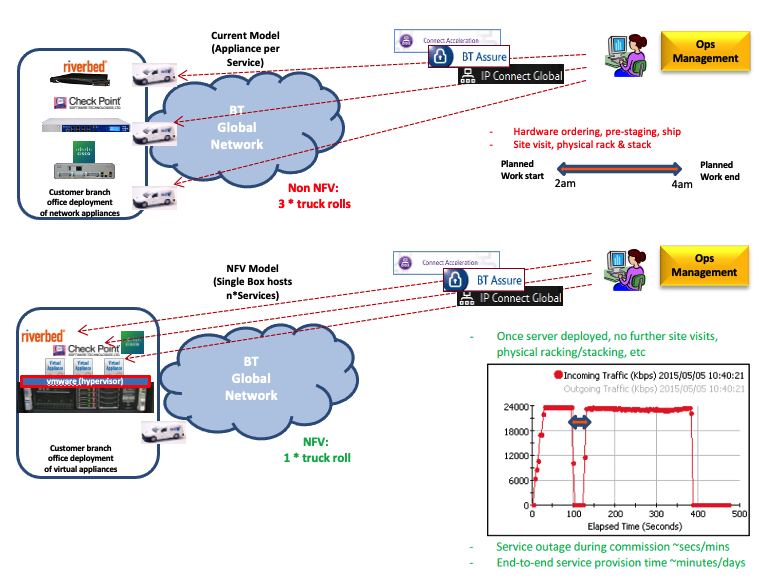 Current Model
(Appliance per
Service)
Connect Acceleration
BT Assure
IP Connect Global
Ops
Management
riverbed
Check Point
SOFTWARE TECHNOLOGIES LTD.
CISCO
BT
Global
Network
Customer branch
office deployment
of network appliances
Non NFV:
3 * truck rolls
- Hardware ordering, pre-staging, ship
- Site visit, physical rack & stack
Planned
Work start
2am
4am
Planned
Work end
NFV Model
(Single Box hosts
n*Services)
Connect Acceleration
BT Assure
IP Connect Global
Ops
Management
riverbed
Check Point
SOFTWARE TECHNOLOGIES LTD.
CISCO
Virtual Appliance
Virtual Appliance
Virtual Appliance
vmware (hypervisor)
BT
Global
Network
Customer branch
office deployment
of virtual appliances
NFV:
1 * truck roll
- Once server deployed, no further site visits,
physical racking/stacking, etc
Incoming Traffic (Kbps) 2015/05/05 10:40:21
Outgoing Traffic (Kbps) 2015/05/05 10:40:21
24000
18000
12000
6000
0
0 100 200 300 400 500
Elapsed Time (Seconds)
- Service outage during commission ~secs/mins
- End-to-end service provision time ~minutes/days